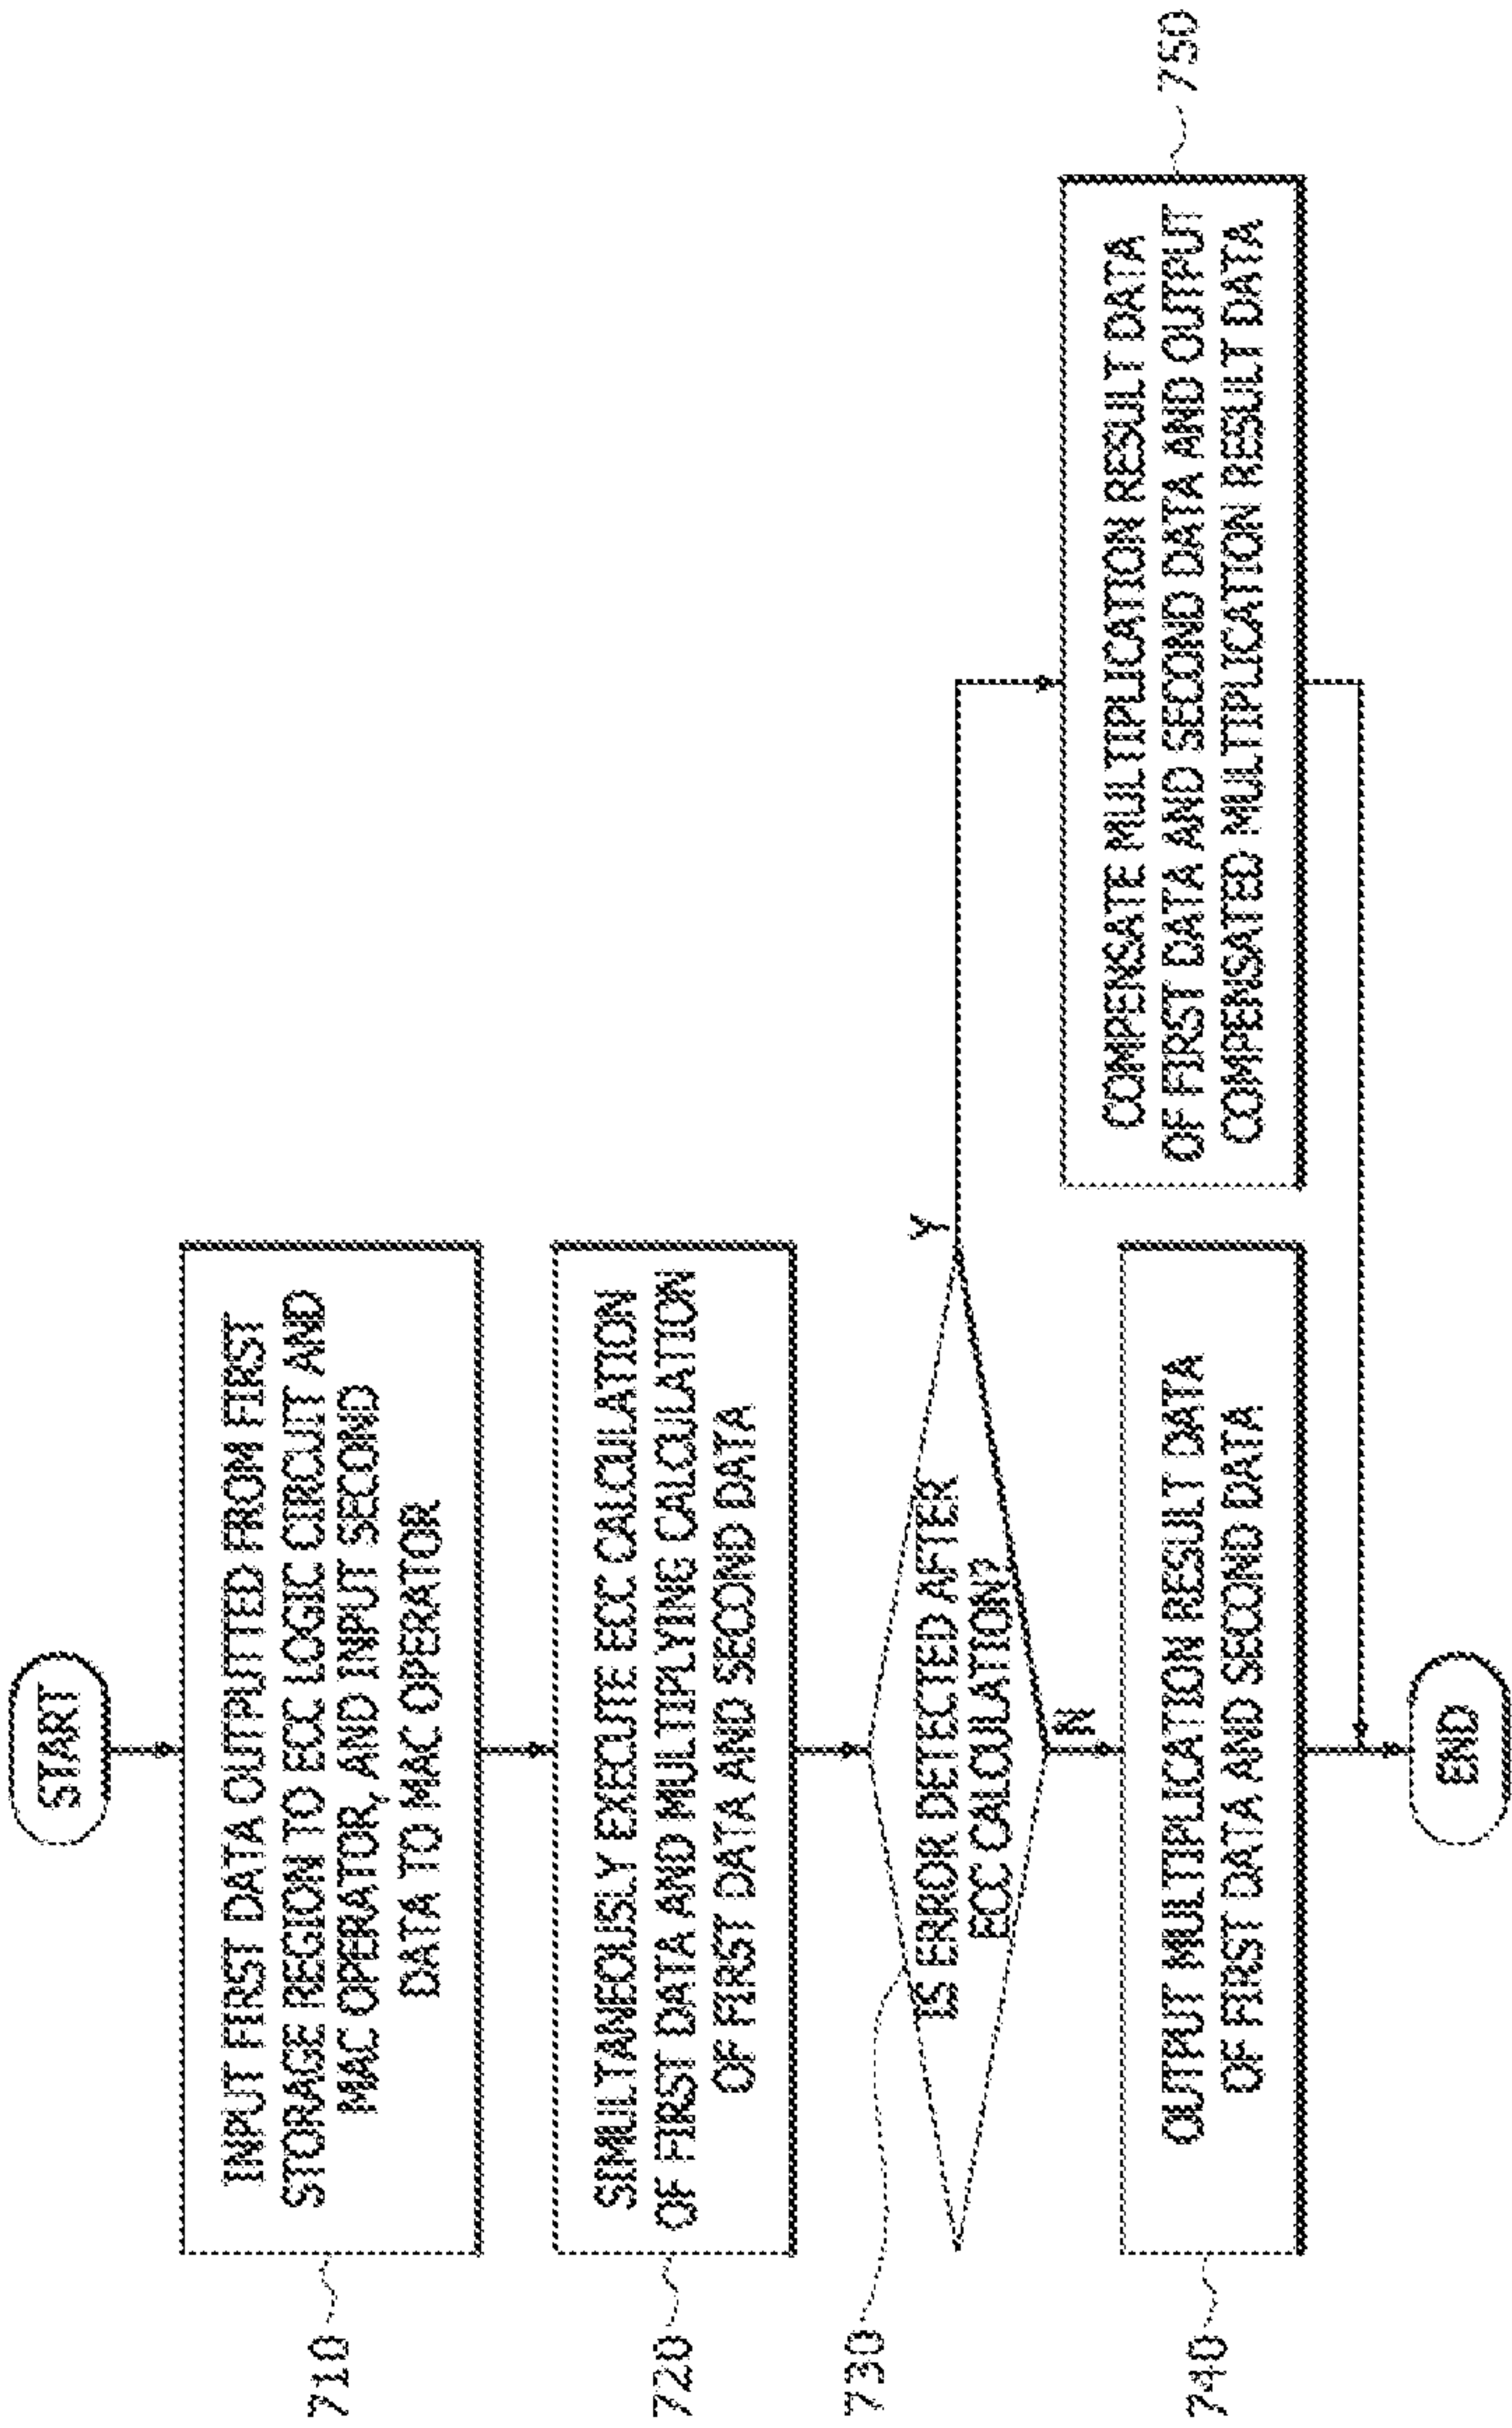 START
710
INPUT FIRST DATA OUTPUTTED FROM FIRST
STORAGE REGION TO ECC LOGIC CIRCUIT AND
MAC OPERATOR, AND INPUT SECOND
DATA TO MAC OPERATOR
720
SIMULTANEOUSLY EXECUTE ECC CALCULATION
OF FIRST DATA AND MULTIPLYING CALCULATION
OF FIRST DATA AND SECOND DATA
730
IS ERROR DETECTED AFTER
ECC CALCULATION?
Y
N
740
OUTPUT MULTIPLICATION RESULT DATA
OF FIRST DATA AND SECOND DATA
750
COMPENSATE MULTIPLICATION RESULT DATA
OF FIRST DATA AND SECOND DATA AND OUTPUT
COMPENSATED MULTIPLICATION RESULT DATA
END